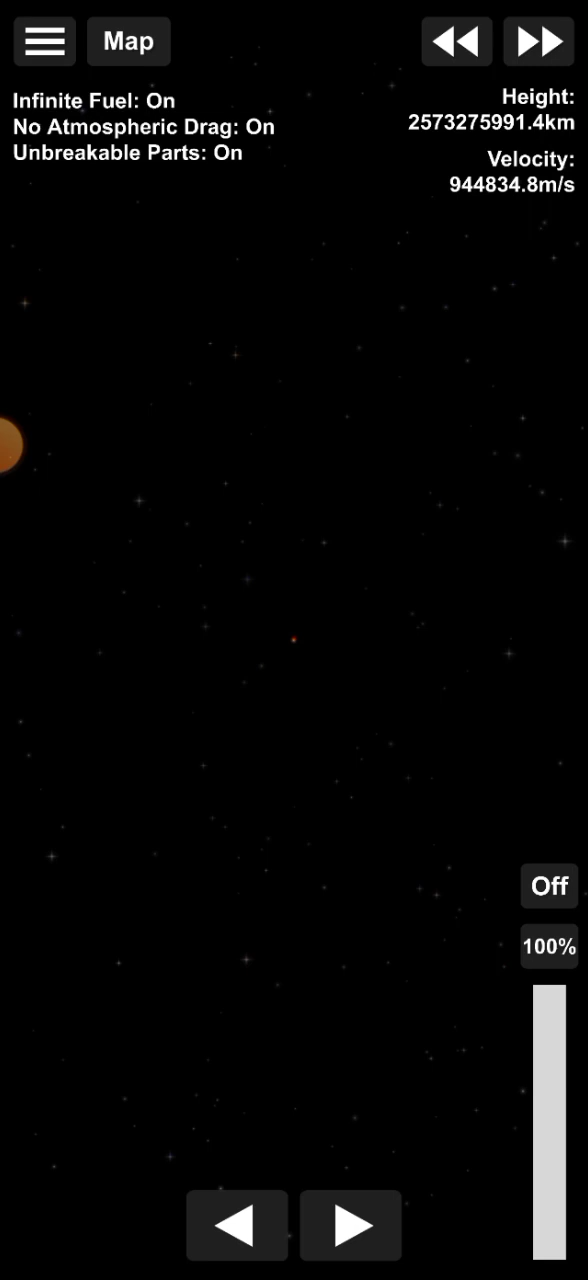 Map
Infinite Fuel: On
No Atmospheric Drag: On
Unbreakable Parts: On
Height:
2573275991.4km
Velocity:
944834.8m/s
Off
100%